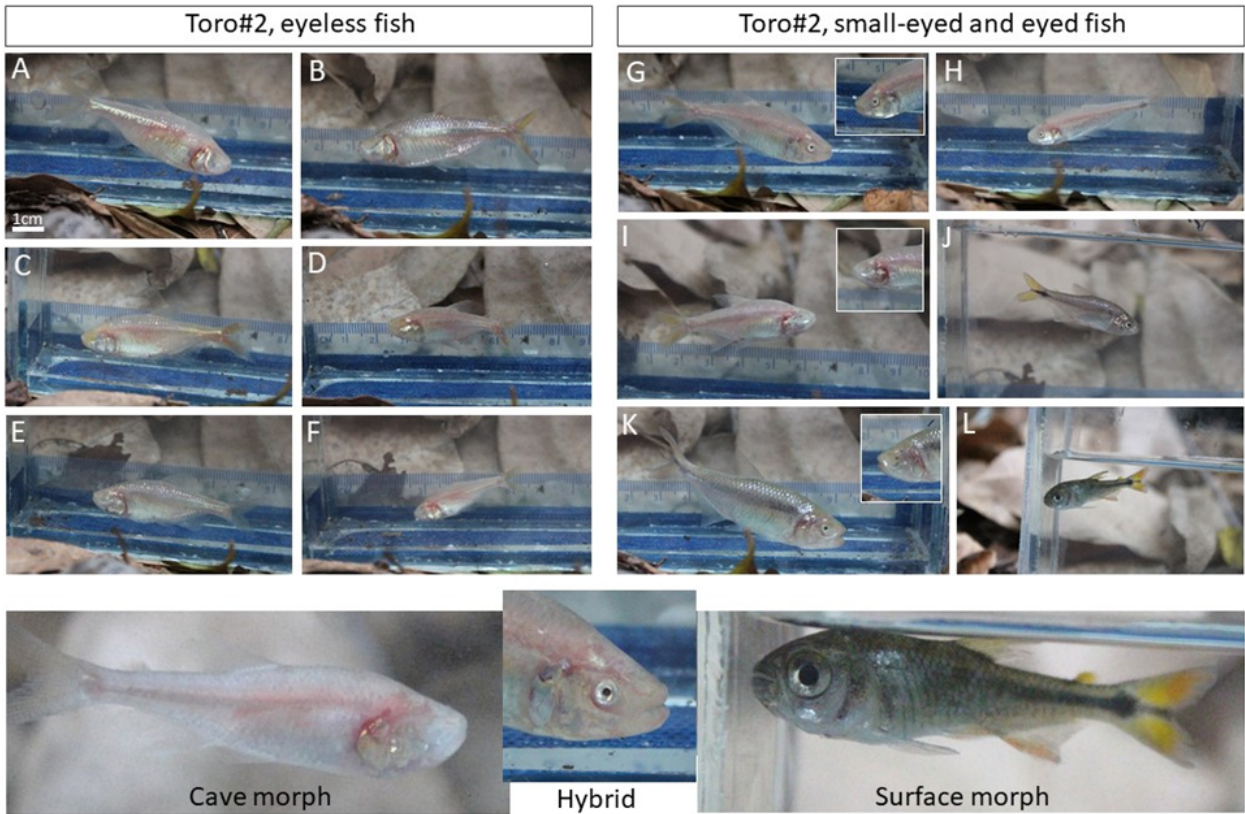 Toro#2, eyeless fish
Toro#2, small-eyed and eyed fish
A
B
G
H
1cm
C
D
I
J
E
F
K
L
Cave morph
Hybrid
Surface morph